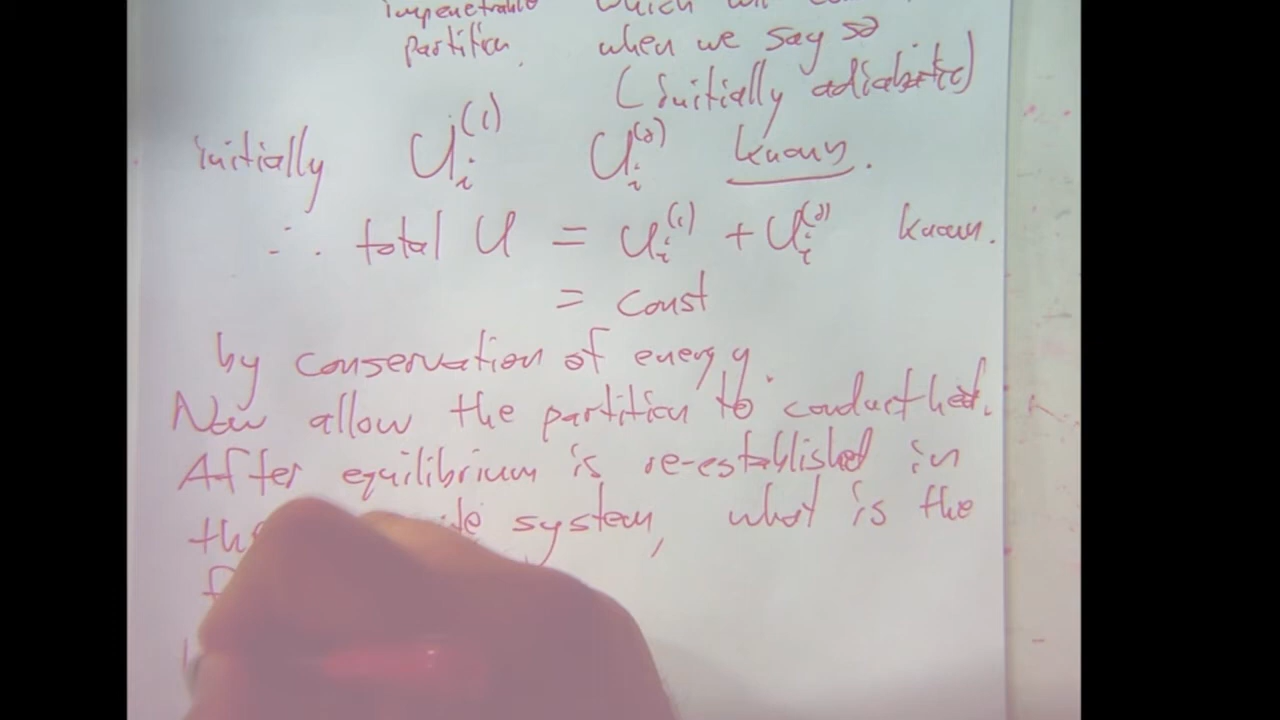 impenetrable which will
partition. when we say so
(initially adiabatic)
initially U_i^(1) U_i^(2) known.
∴ total U = U_i^(1) + U_i^(2) known.
= const
by conservation of energy.
Now allow the partition to conduct heat.
After equilibrium is re-established in
system, what is the